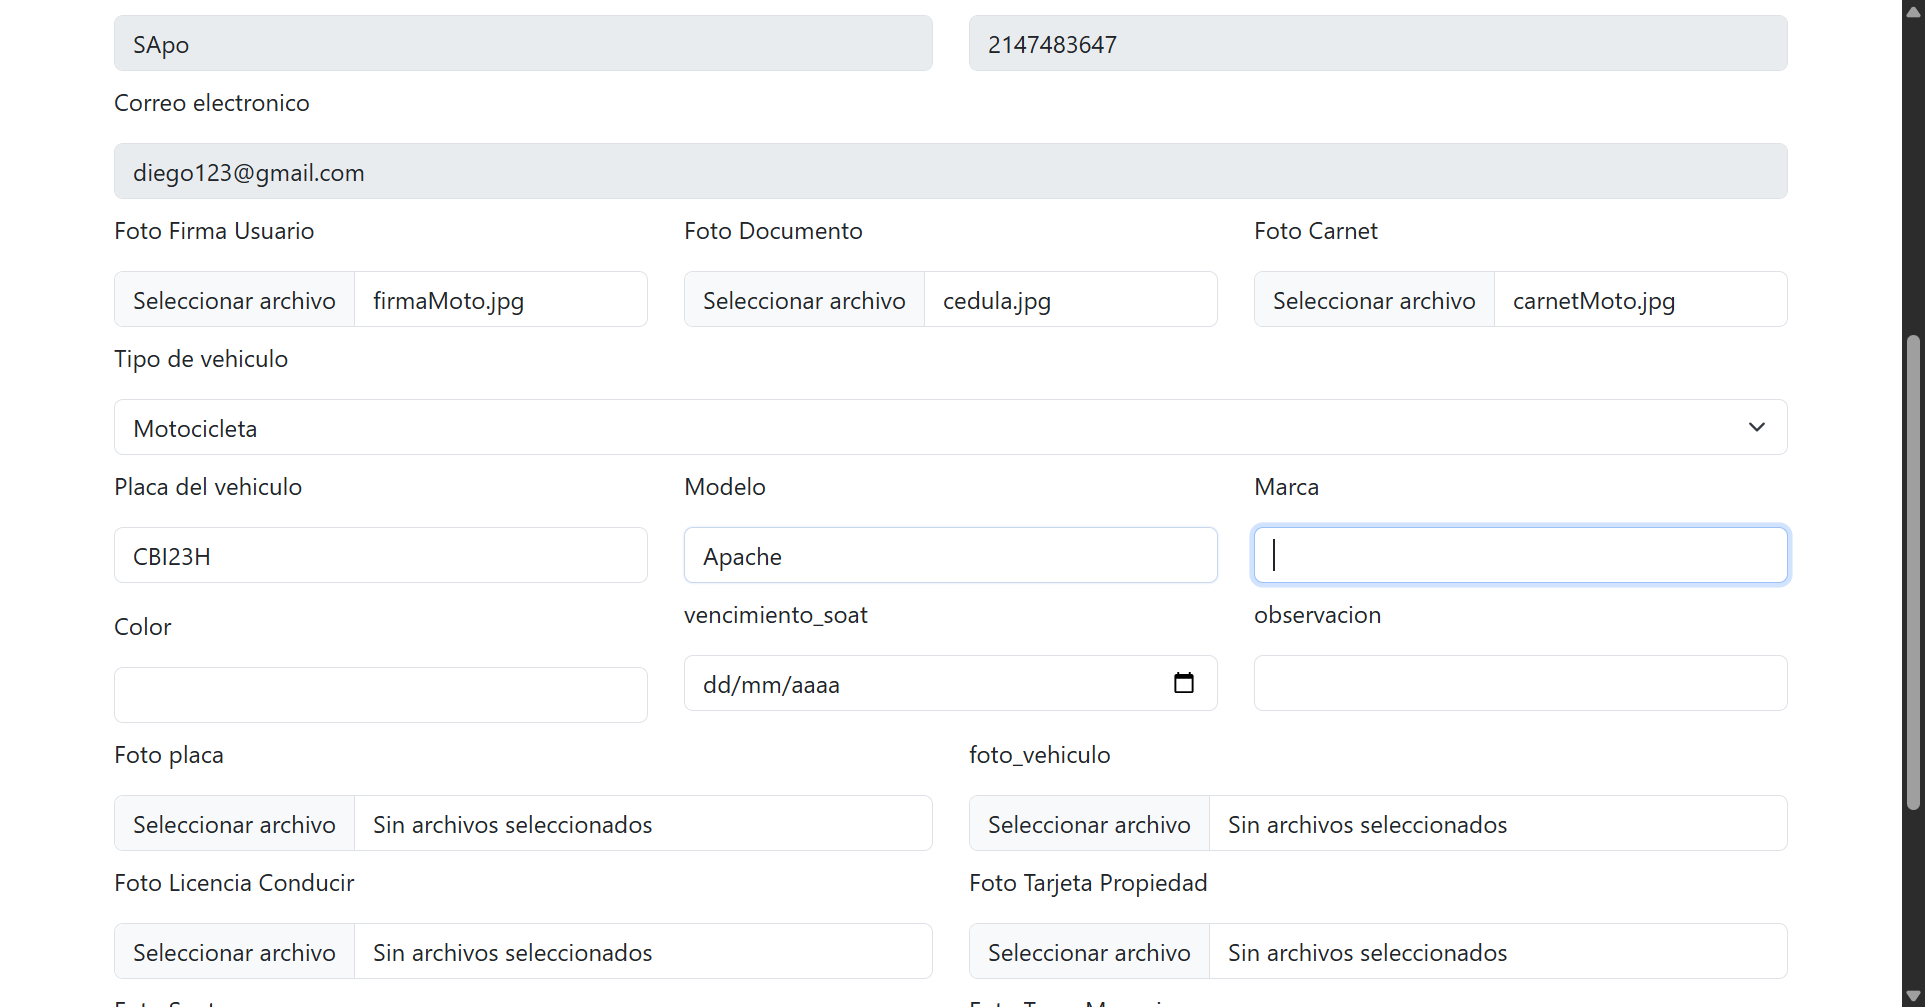 SApo 2147483647
Correo electronico
diego123@gmail.com
Foto Firma Usuario Foto Documento Foto Carnet
Seleccionar archivo firmaMoto.jpg Seleccionar archivo cedula.jpg Seleccionar archivo carnetMoto.jpg
Tipo de vehiculo
Motocicleta
Placa del vehiculo Modelo Marca
CBI23H Apache
Color vencimiento_soat observacion
dd/mm/aaaa
Foto placa foto_vehiculo
Seleccionar archivo Sin archivos seleccionados Seleccionar archivo Sin archivos seleccionados
Foto Licencia Conducir Foto Tarjeta Propiedad
Seleccionar archivo Sin archivos seleccionados Seleccionar archivo Sin archivos seleccionados